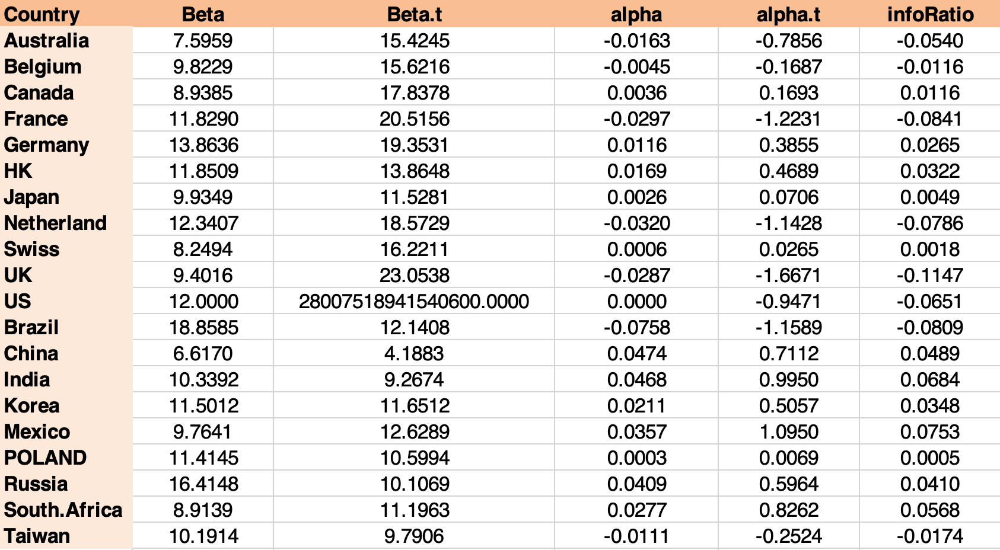 Country Beta Beta.t alpha alpha.t infoRatio
Australia 7.5959 15.4245 -0.0163 -0.7856 -0.0540
Belgium 9.8229 15.6216 -0.0045 -0.1687 -0.0116
Canada 8.9385 17.8378 0.0036 0.1693 0.0116
France 11.8290 20.5156 -0.0297 -1.2231 -0.0841
Germany 13.8636 19.3531 0.0116 0.3855 0.0265
HK 11.8509 13.8648 0.0169 0.4689 0.0322
Japan 9.9349 11.5281 0.0026 0.0706 0.0049
Netherland 12.3407 18.5729 -0.0320 -1.1428 -0.0786
Swiss 8.2494 16.2211 0.0006 0.0265 0.0018
UK 9.4016 23.0538 -0.0287 -1.6671 -0.1147
US 12.0000 28007518941540600.0000 0.0000 -0.9471 -0.0651
Brazil 18.8585 12.1408 -0.0758 -1.1589 -0.0809
China 6.6170 4.1883 0.0474 0.7112 0.0489
India 10.3392 9.2674 0.0468 0.9950 0.0684
Korea 11.5012 11.6512 0.0211 0.5057 0.0348
Mexico 9.7641 12.6289 0.0357 1.0950 0.0753
POLAND 11.4145 10.5994 0.0003 0.0069 0.0005
Russia 16.4148 10.1069 0.0409 0.5964 0.0410
South.Africa 8.9139 11.1963 0.0277 0.8262 0.0568
Taiwan 10.1914 9.7906 -0.0111 -0.2524 -0.0174